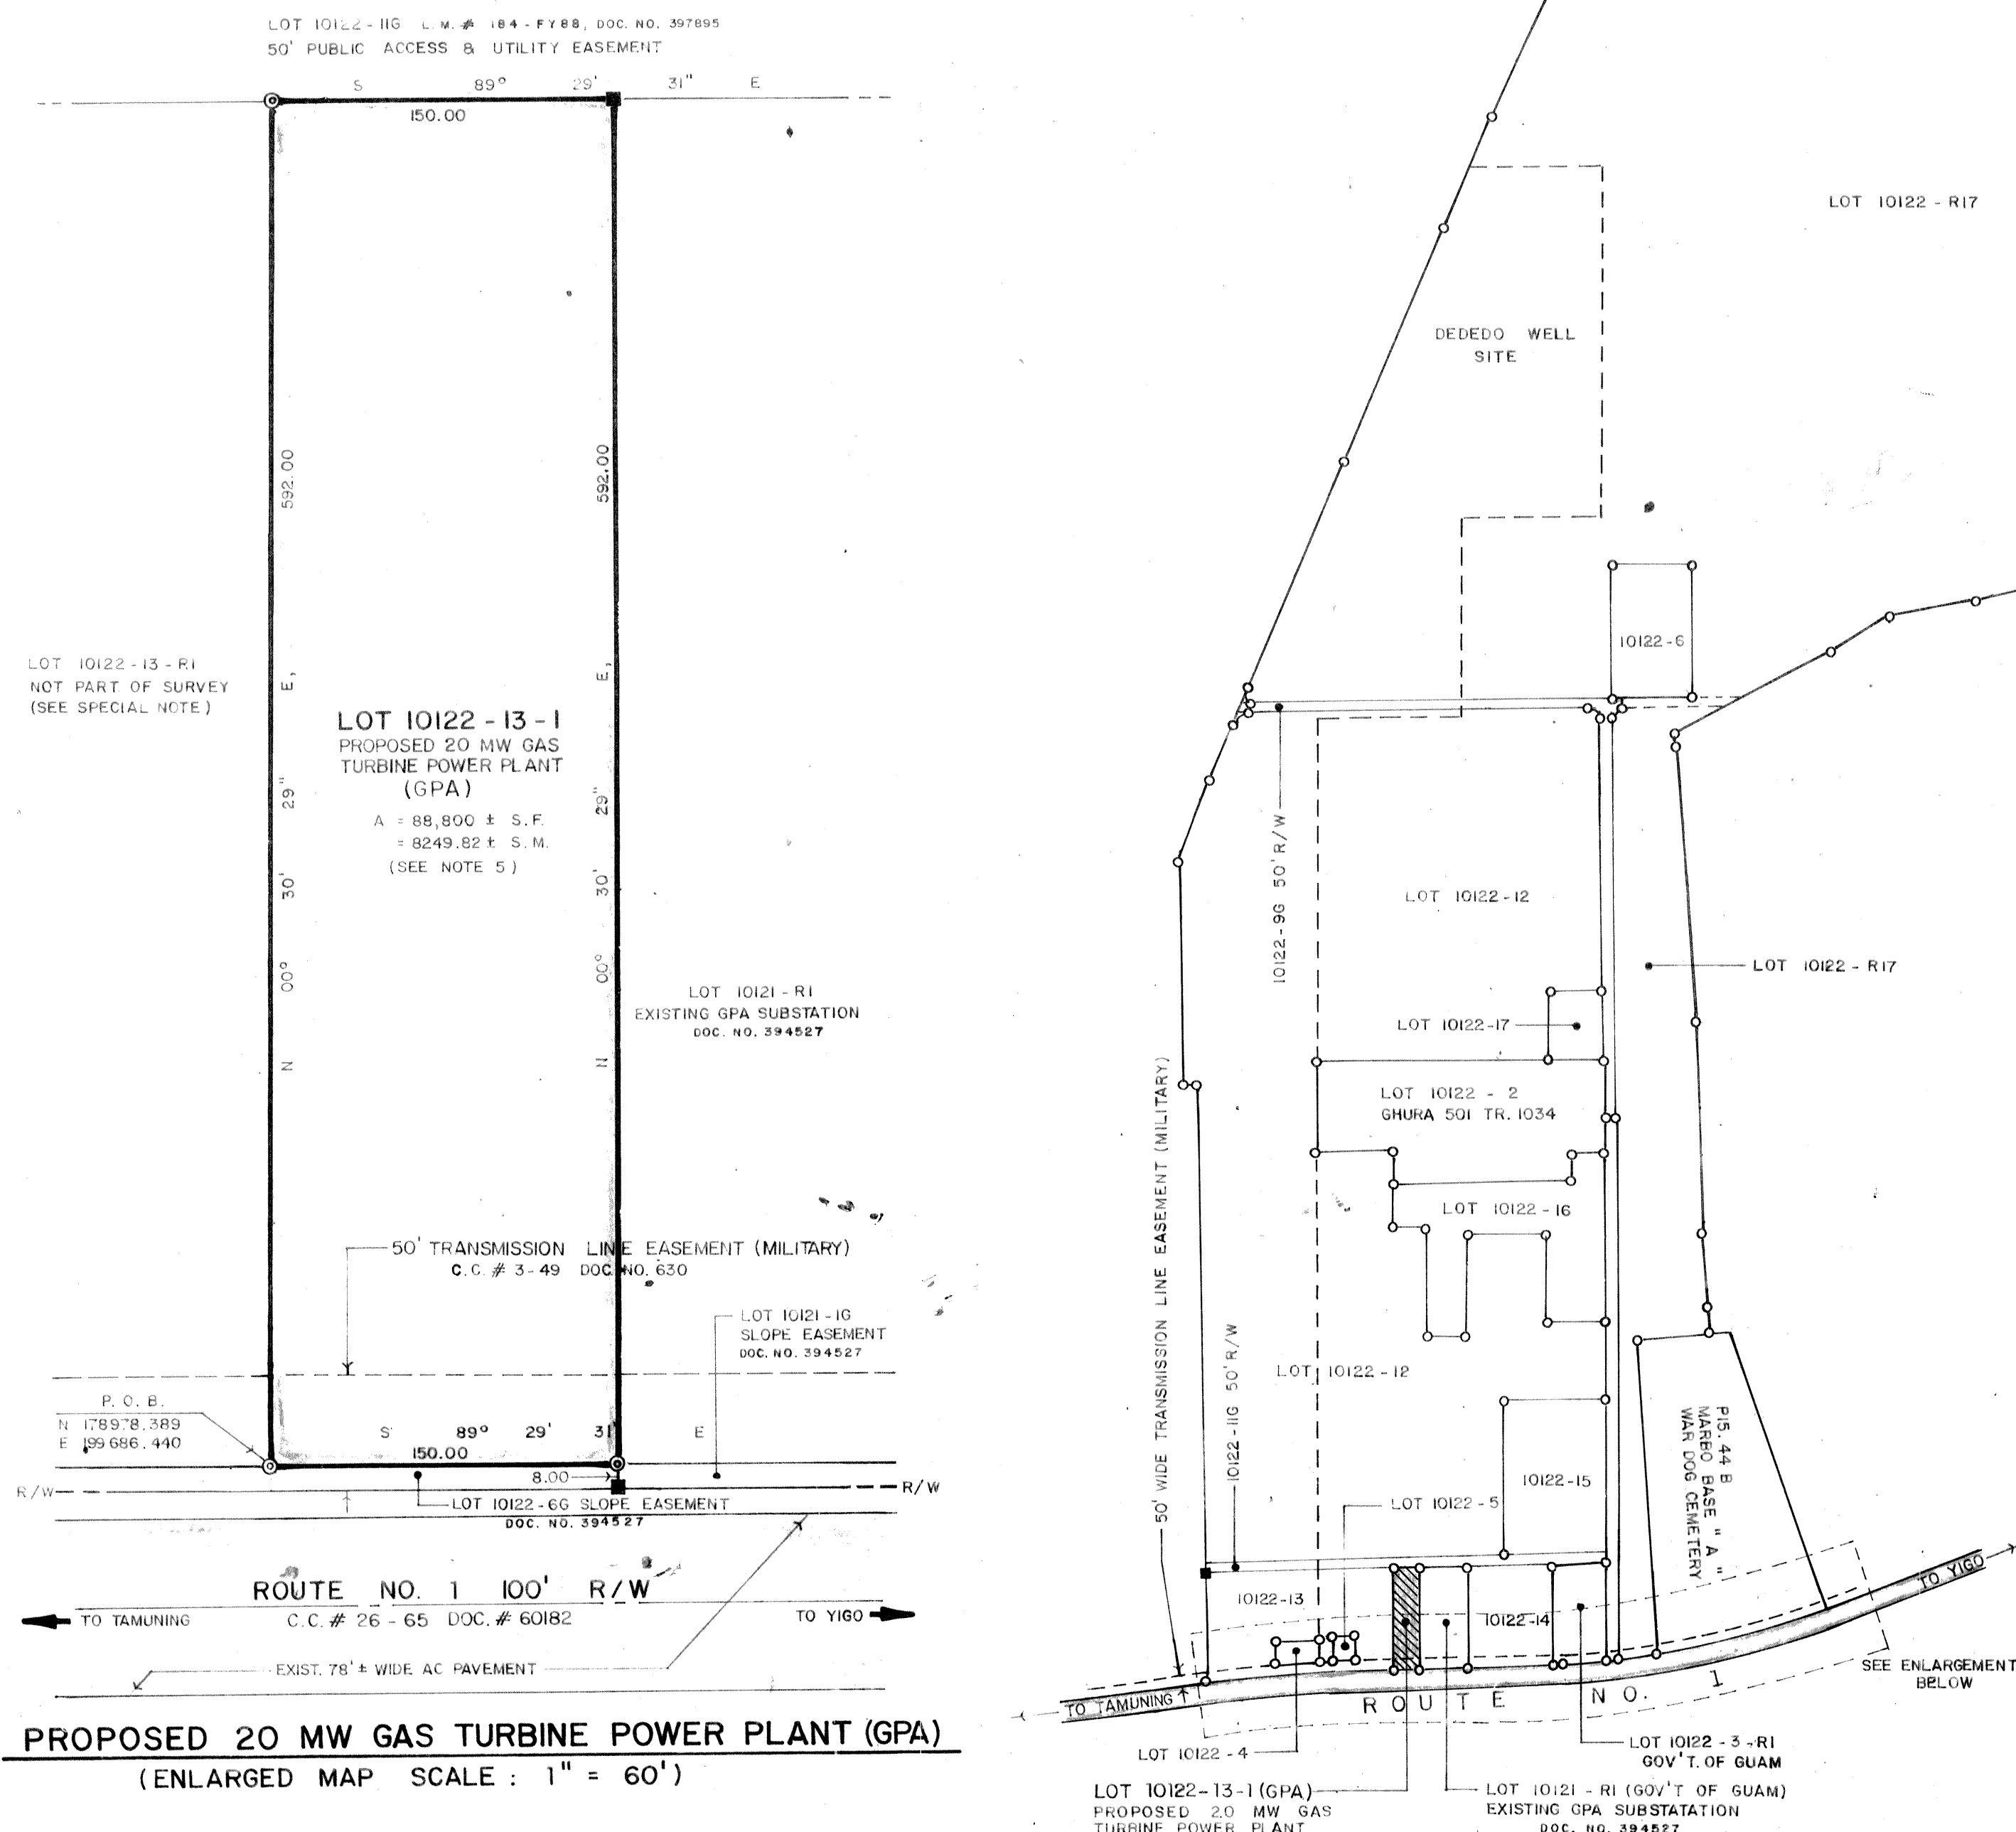 LOT 10122-11G L.M.# 184-FY88, DOC. NO. 397895
50' PUBLIC ACCESS & UTILITY EASEMENT
S 89° 29' 31" E
150.00
592.00
592.00
LOT 10122-13-R1
NOT PART OF SURVEY
(SEE SPECIAL NOTE)
N 00° 30' 29" E,
N 00° 30' 29" E,
LOT 10122-13-1
PROPOSED 20 MW GAS
TURBINE POWER PLANT
(GPA)
A = 88,800 ± S.F.
= 8249.82 ± S.M.
(SEE NOTE 5)
LOT 10121-R1
EXISTING GPA SUBSTATION
DOC. NO. 394527
50' TRANSMISSION LINE EASEMENT (MILITARY)
C.C.# 3-49 DOC. NO. 630
LOT 10121-1G
SLOPE EASEMENT
DOC. NO. 394527
P.O.B.
N 178978.389
E 199686.440
S 89° 29' 31" E
150.00
8.00
R/W
R/W
LOT 10122-6G SLOPE EASEMENT
DOC. NO. 394527
ROUTE NO. 1 100' R/W
TO TAMUNING
C.C.# 26-65 DOC.# 60182
TO YIGO
EXIST. 78'± WIDE AC PAVEMENT
PROPOSED 20 MW GAS TURBINE POWER PLANT (GPA)
(ENLARGED MAP SCALE: 1" = 60')
LOT 10122-R17
DEDEDO WELL
SITE
10122-6
10122-9G 50' R/W
LOT 10122-12
LOT 10122-R17
LOT 10122-17
LOT 10122-2
GHURA 501 TR. 1034
50' WIDE TRANSMISSION LINE EASEMENT (MILITARY)
LOT 10122-16
10122-11G 50' R/W
LOT 10122-12
P15.44 B
MARBO BASE "A"
WAR DOG CEMETERY
10122-15
LOT 10122-5
10122-13
10122-14
TO YIGO
SEE ENLARGEMENT
BELOW
TO TAMUNING
ROUTE NO. 1
LOT 10122-4
LOT 10122-3-R1
GOV'T. OF GUAM
LOT 10122-13-1 (GPA)
PROPOSED 20 MW GAS
TURBINE POWER PLANT
LOT 10121-R1 (GOV'T OF GUAM)
EXISTING GPA SUBSTATATION
DOC. NO. 394527